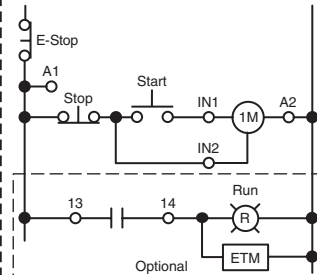 E-Stop
A1
Stop
Start
IN1
1M
A2
IN2
Run
13
14
R
ETM
Optional